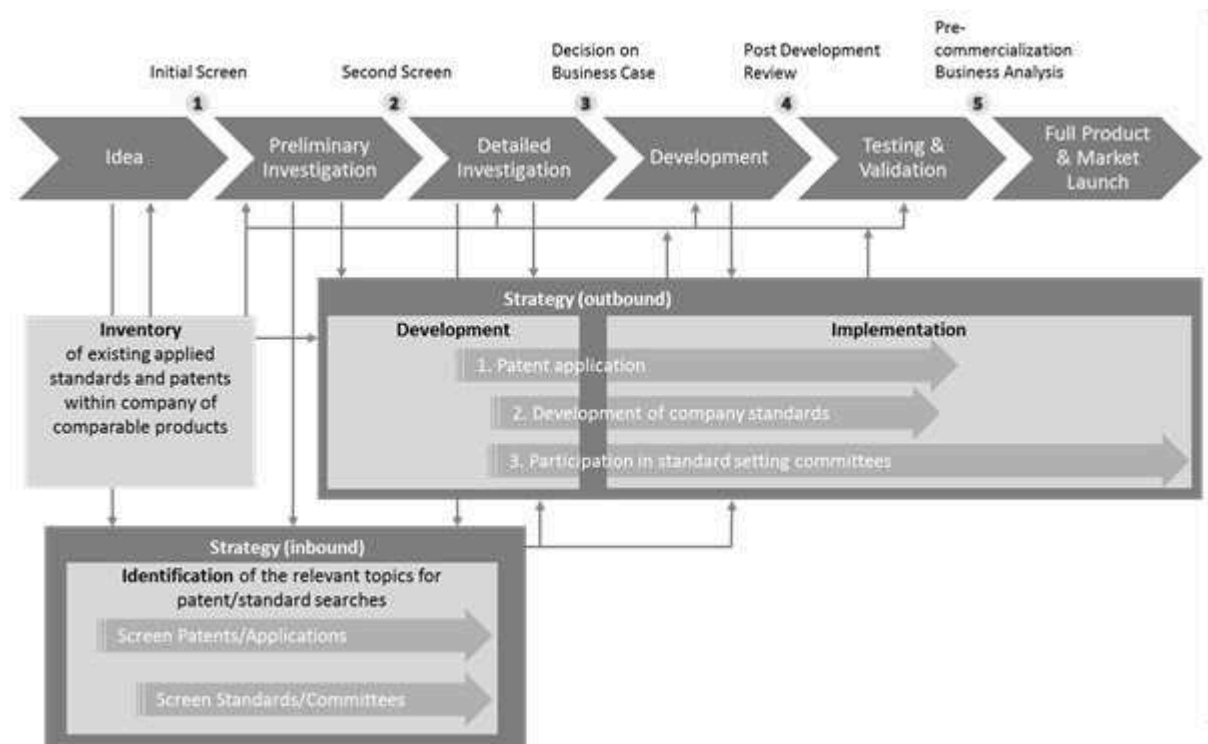 Initial Screen
Second Screen
Decision on
Business Case
Post Development
Review
Pre-
commercialization
Business Analysis
1
2
3
4
5
Idea
Preliminary
Investigation
Detailed
Investigation
Development
Testing &
Validation
Full Product
& Market
Launch
Strategy (outbound)
Inventory
of existing applied
standards and patents
within company of
comparable products
Development
Implementation
1. Patent application
2. Development of company standards
3. Participation in standard setting committees
Strategy (inbound)
Identification of the relevant topics for
patent/standard searches
Screen Patents/Applications
Screen Standards/Committees